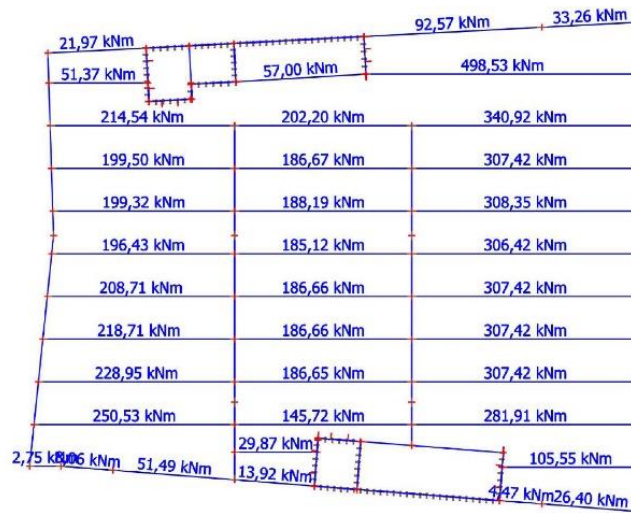 92,57 kNm 33,26 kNm
21,97 kNm
51,37 kNm 57,00 kNm 498,53 kNm
214,54 kNm 202,20 kNm 340,92 kNm
199,50 kNm 186,67 kNm 307,42 kNm
199,32 kNm 188,19 kNm 308,35 kNm
196,43 kNm 185,12 kNm 306,42 kNm
208,71 kNm 186,66 kNm 307,42 kNm
218,71 kNm 186,66 kNm 307,42 kNm
228,95 kNm 186,65 kNm 307,42 kNm
250,53 kNm 145,72 kNm 281,91 kNm
29,87 kNm
2,75 kNm 51,49 kNm 105,55 kNm
13,92 kNm 4,47 kNm 26,40 kNm